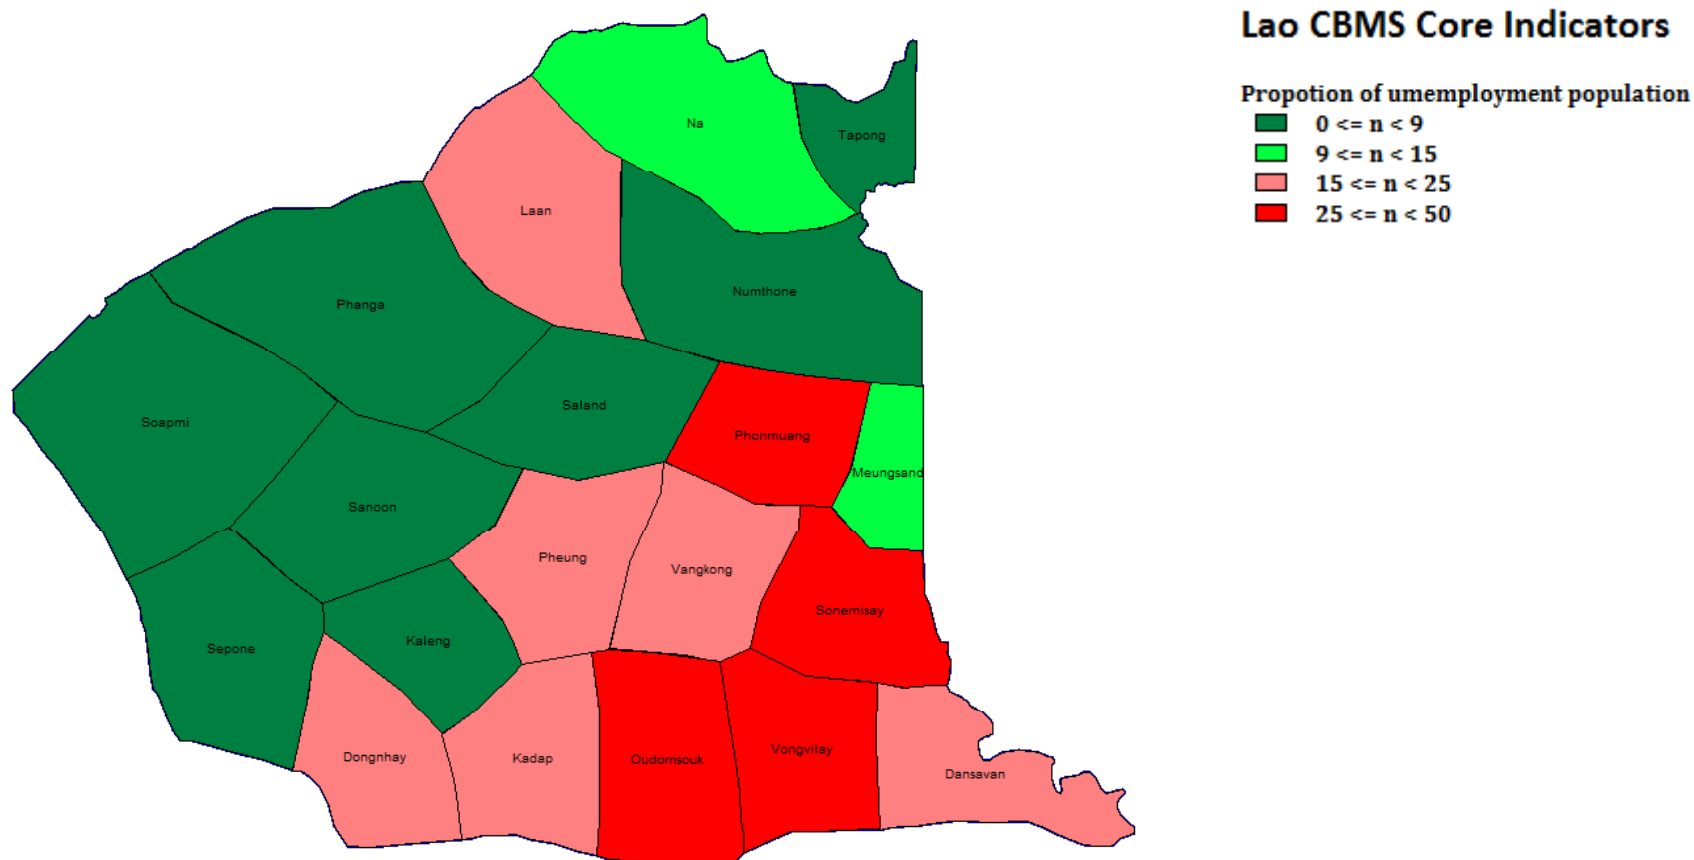 Lao CBMS Core Indicators
Propotion of umemployment population
0 <= n < 9
9 <= n < 15
15 <= n < 25
25 <= n < 50
Na
Tapong
Laan
Numthone
Phanga
Saland
Soapmi
Phonmuang
Meungsand
Sanoon
Pheung
Vangkong
Sonemisay
Kaleng
Sepone
Dongnhay
Kadap
Oudomsouk
Vongvilay
Dansavan